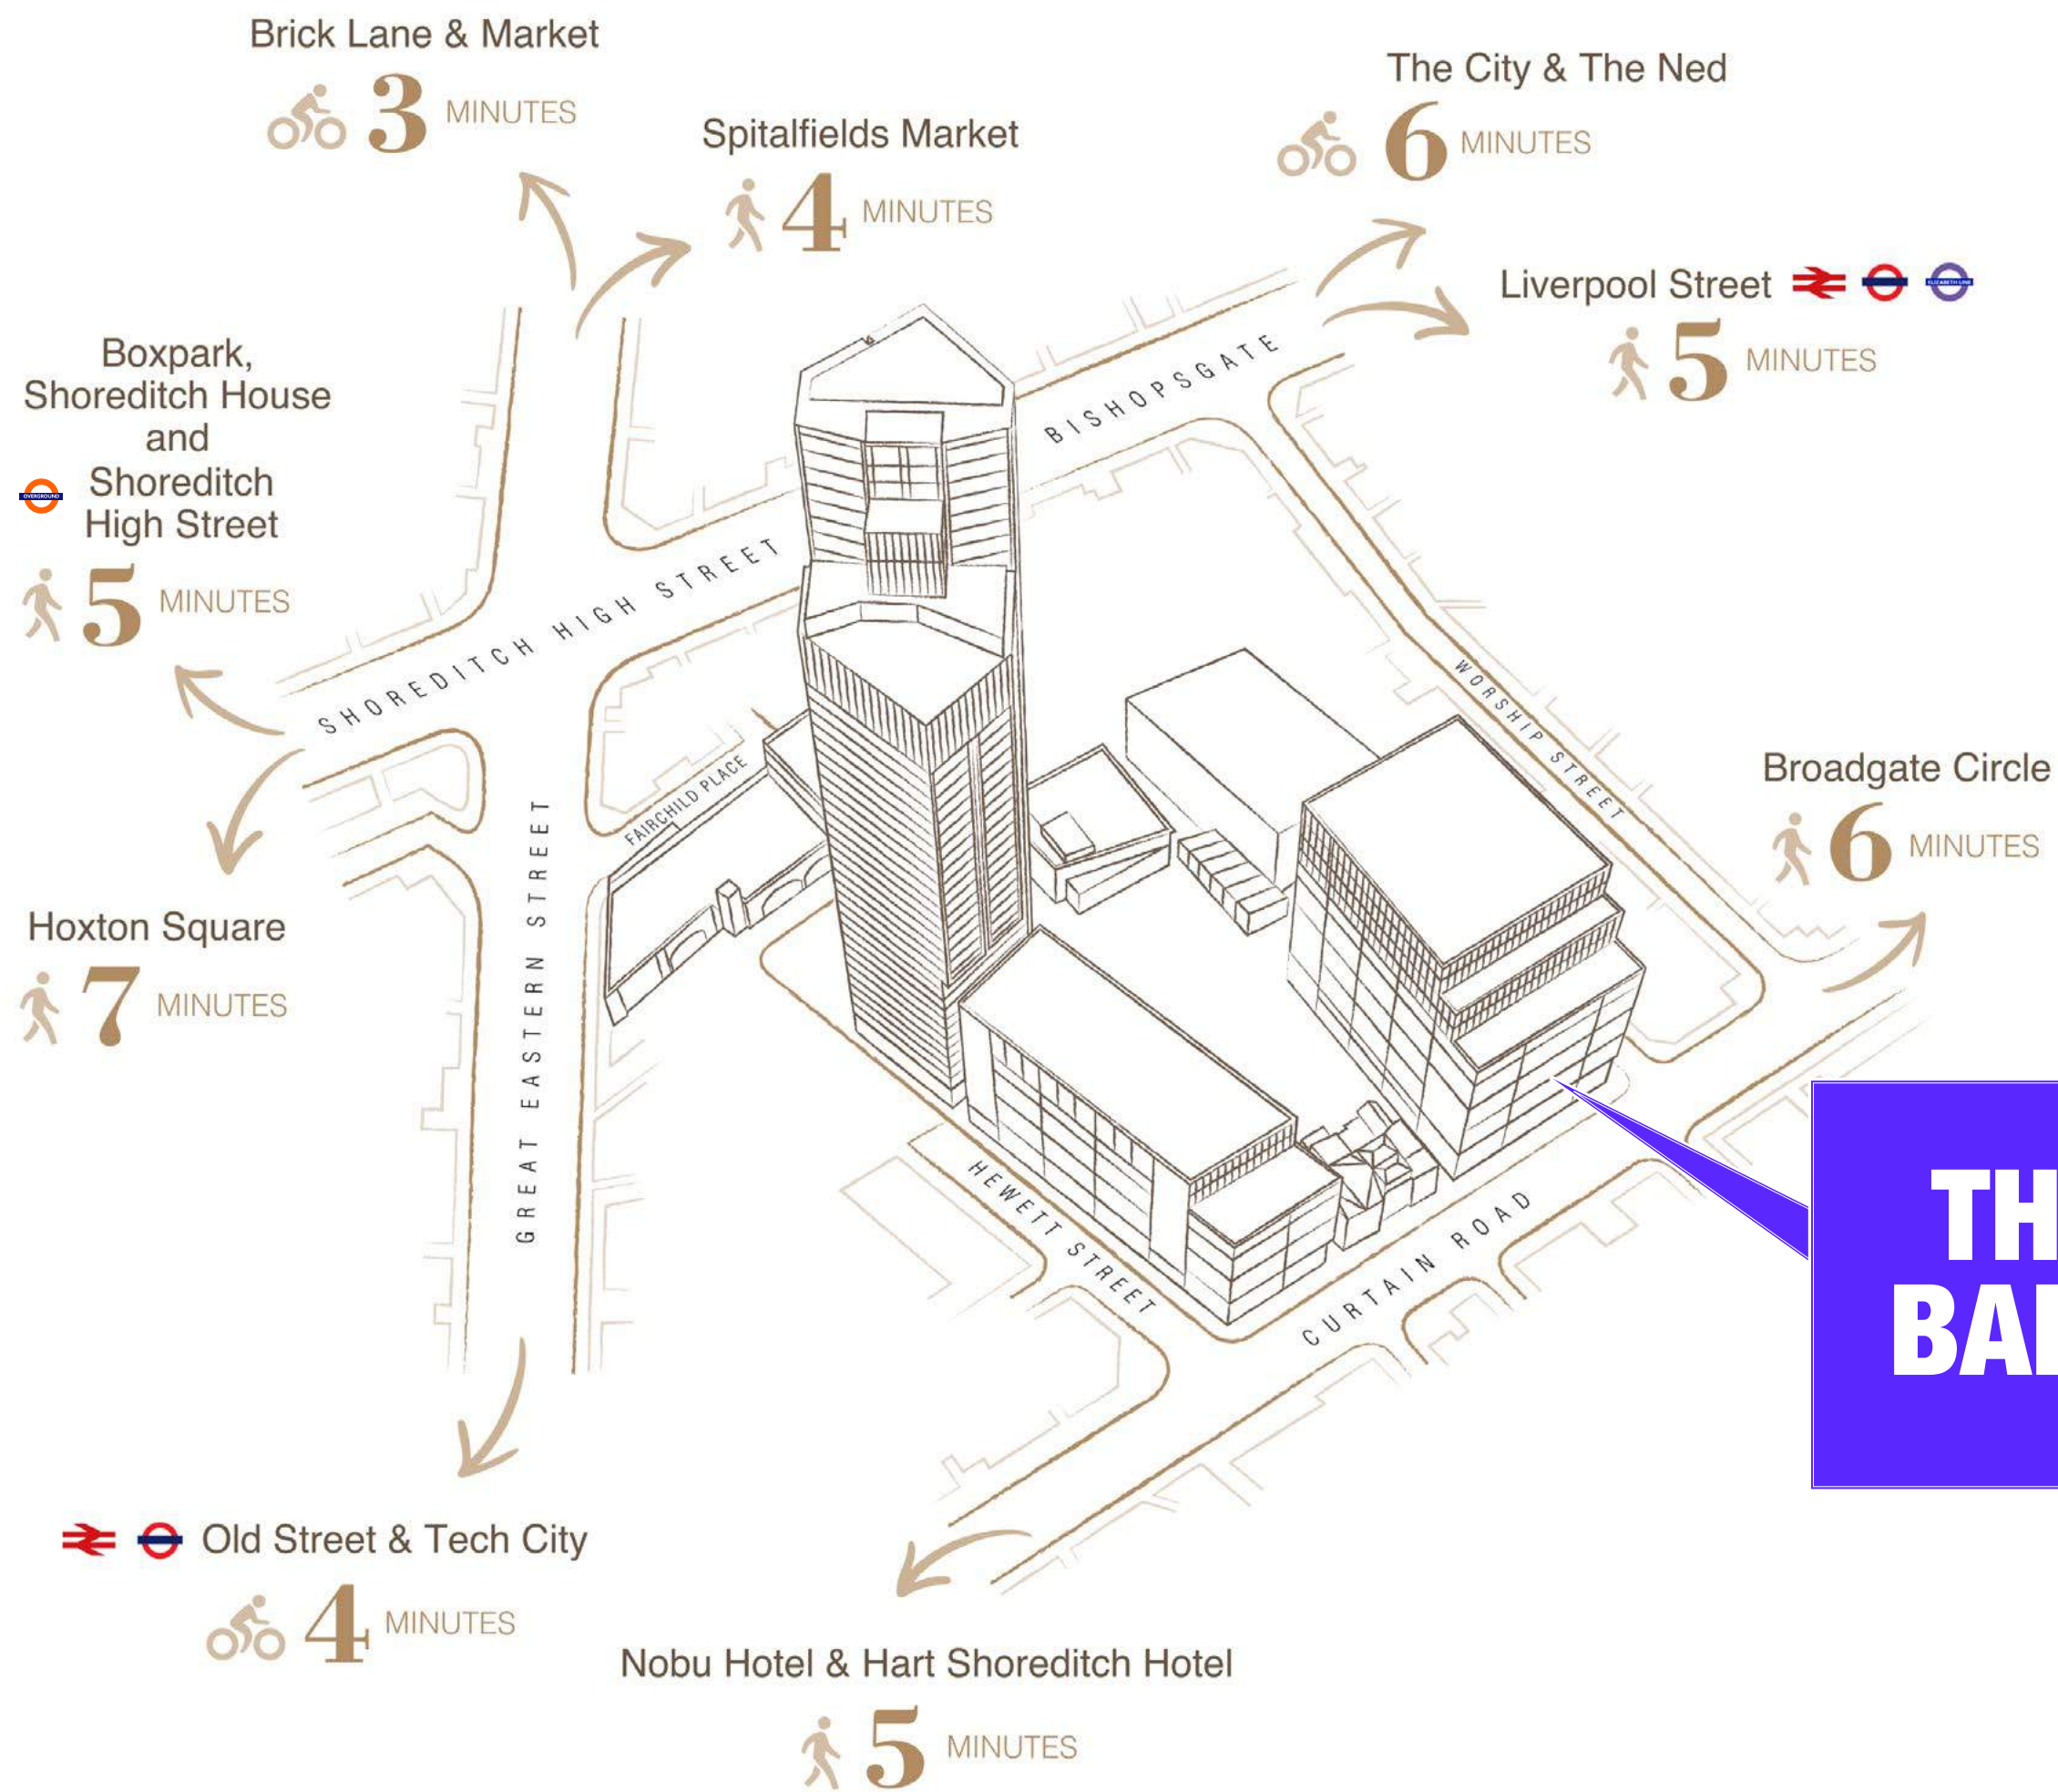 Brick Lane & Market
3 MINUTES
Spitalfields Market
4 MINUTES
The City & The Ned
6 MINUTES
Liverpool Street
ELIZABETH LINE
5 MINUTES
Boxpark,
Shoreditch House
and
Shoreditch
High Street
OVERGROUND
5 MINUTES
BISHOPSGATE
SHOREDITCH HIGH STREET
WORSHIP STREET
FAIRCHILD PLACE
GREAT EASTERN STREET
Broadgate Circle
6 MINUTES
Hoxton Square
7 MINUTES
HEWETT STREET
CURTAIN ROAD
TH
Old Street & Tech City
4 MINUTES
Nobu Hotel & Hart Shoreditch Hotel
5 MINUTES